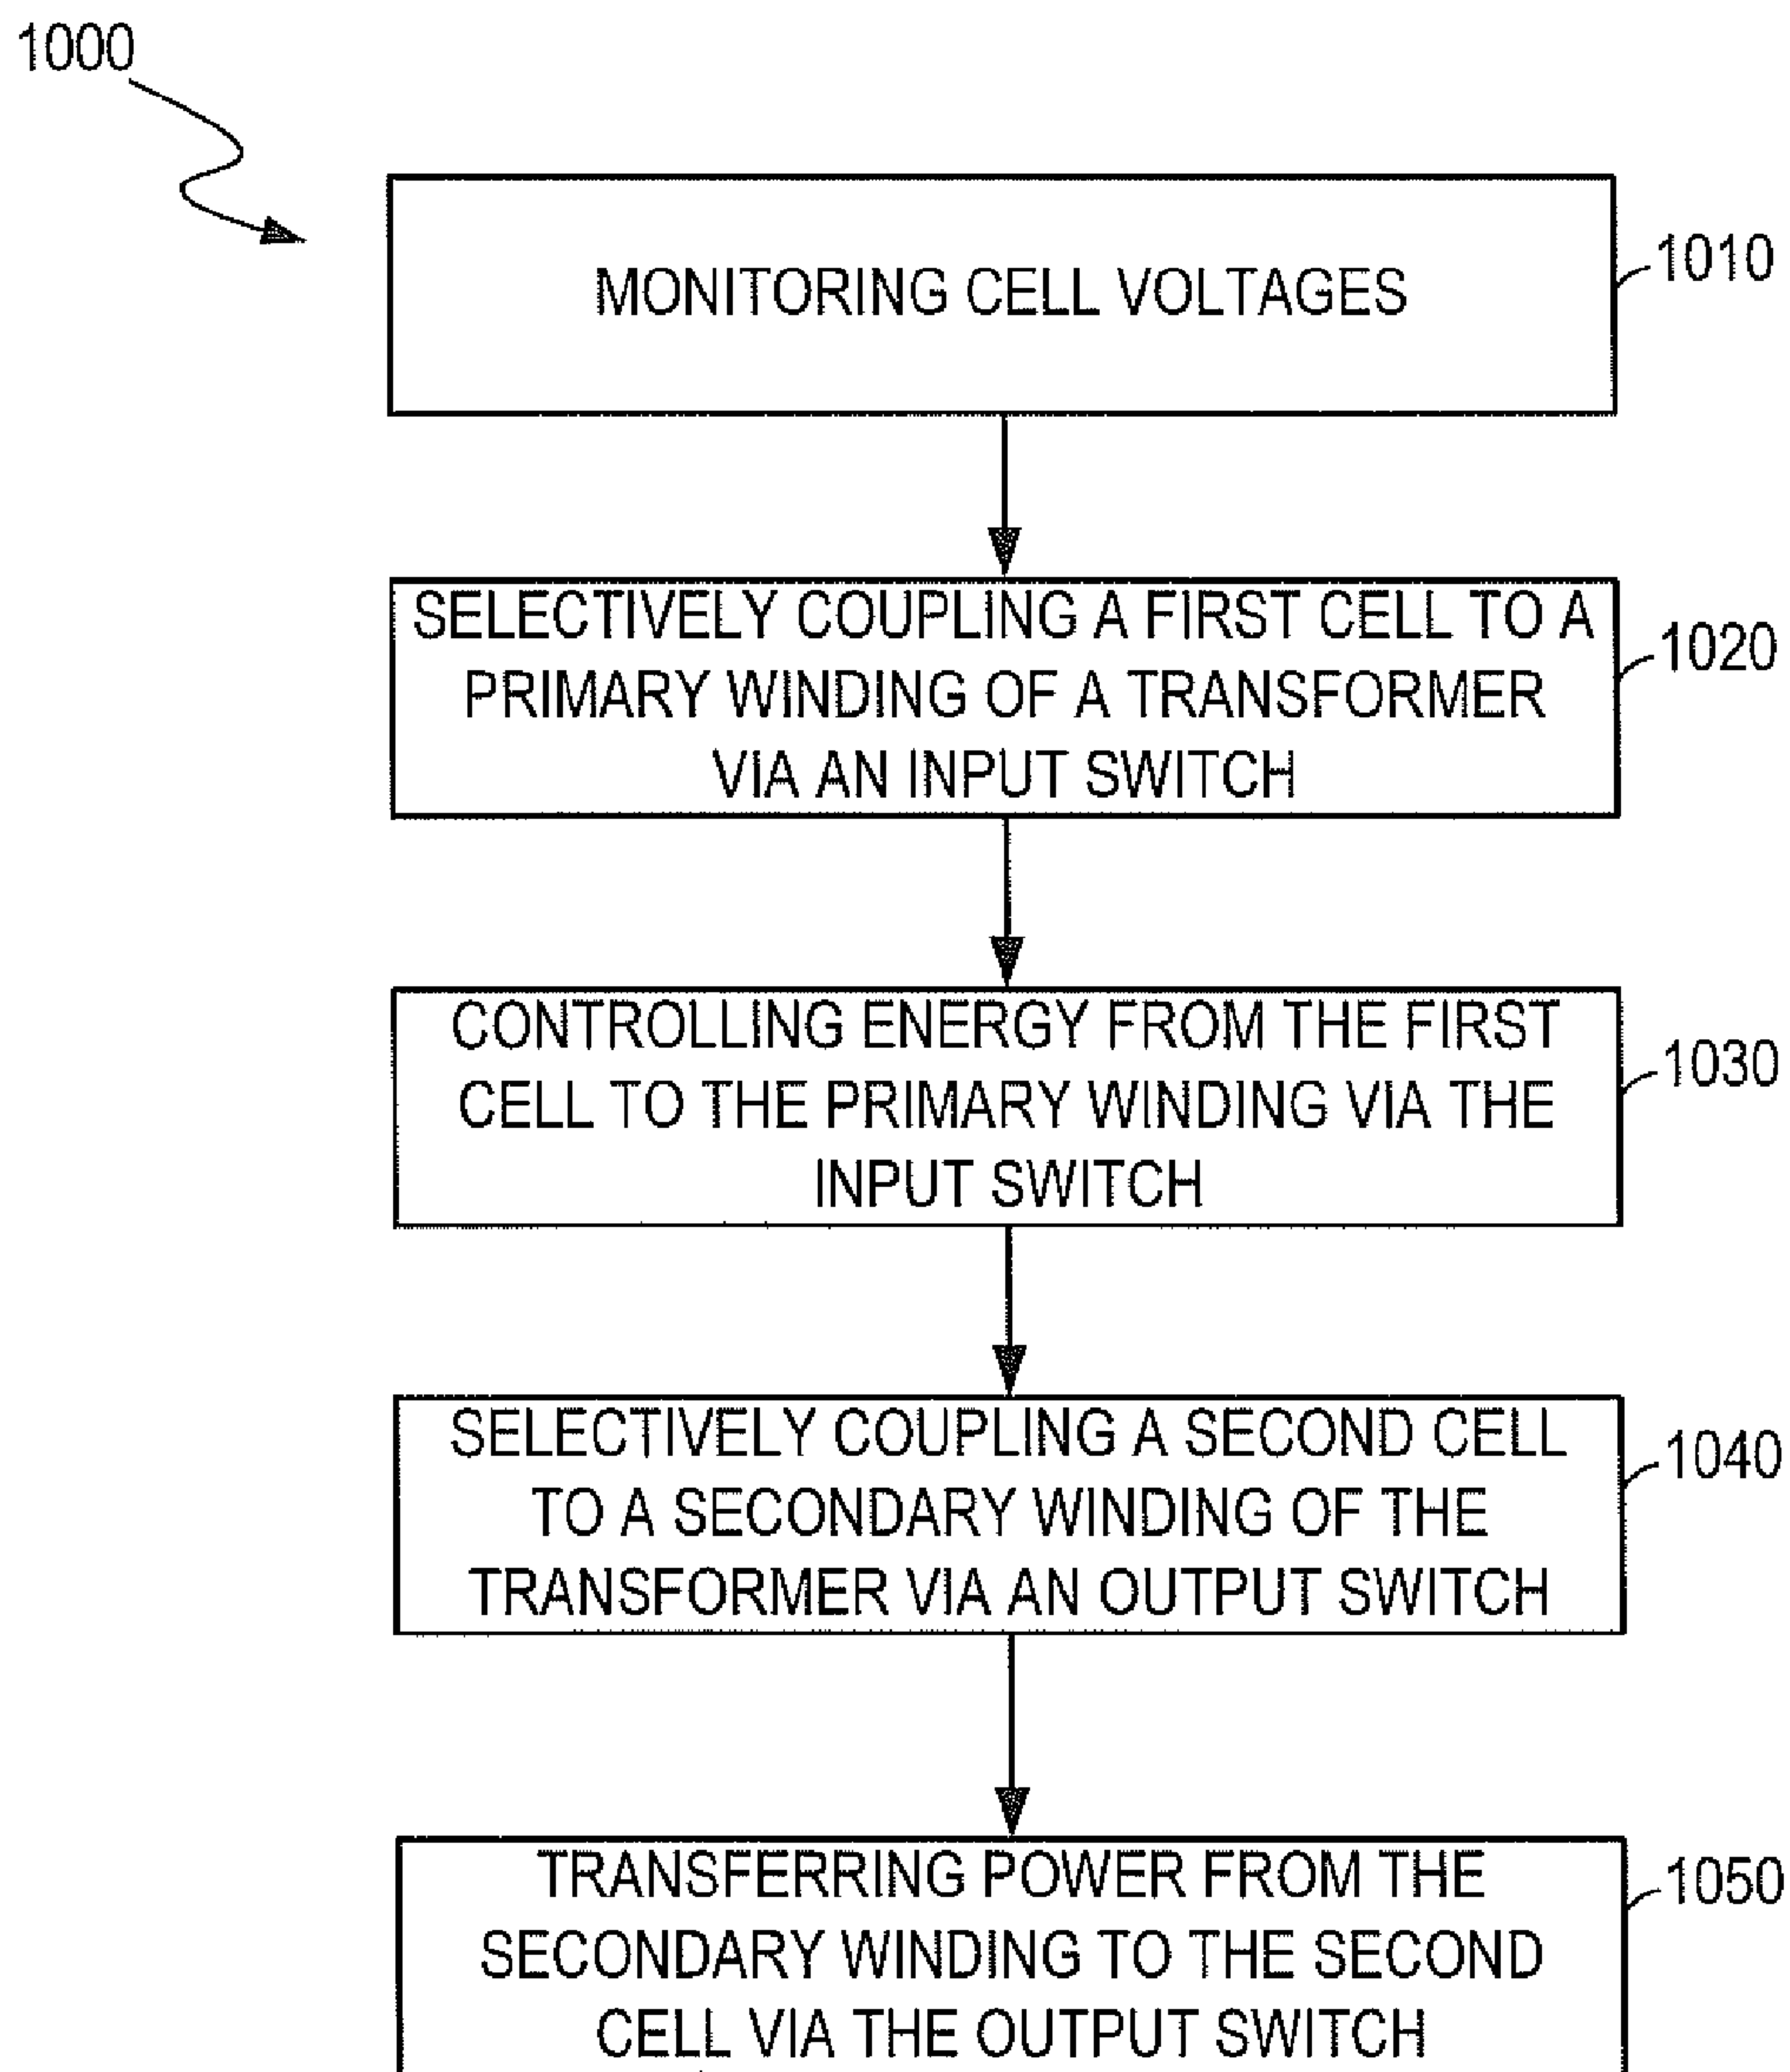 1000
MONITORING CELL VOLTAGES
1010
SELECTIVELY COUPLING A FIRST CELL TO A
PRIMARY WINDING OF A TRANSFORMER
VIA AN INPUT SWITCH
1020
CONTROLLING ENERGY FROM THE FIRST
CELL TO THE PRIMARY WINDING VIA THE
INPUT SWITCH
1030
SELECTIVELY COUPLING A SECOND CELL
TO A SECONDARY WINDING OF THE
TRANSFORMER VIA AN OUTPUT SWITCH
1040
TRANSFERRING POWER FROM THE
SECONDARY WINDING TO THE SECOND
CELL VIA THE OUTPUT SWITCH
1050